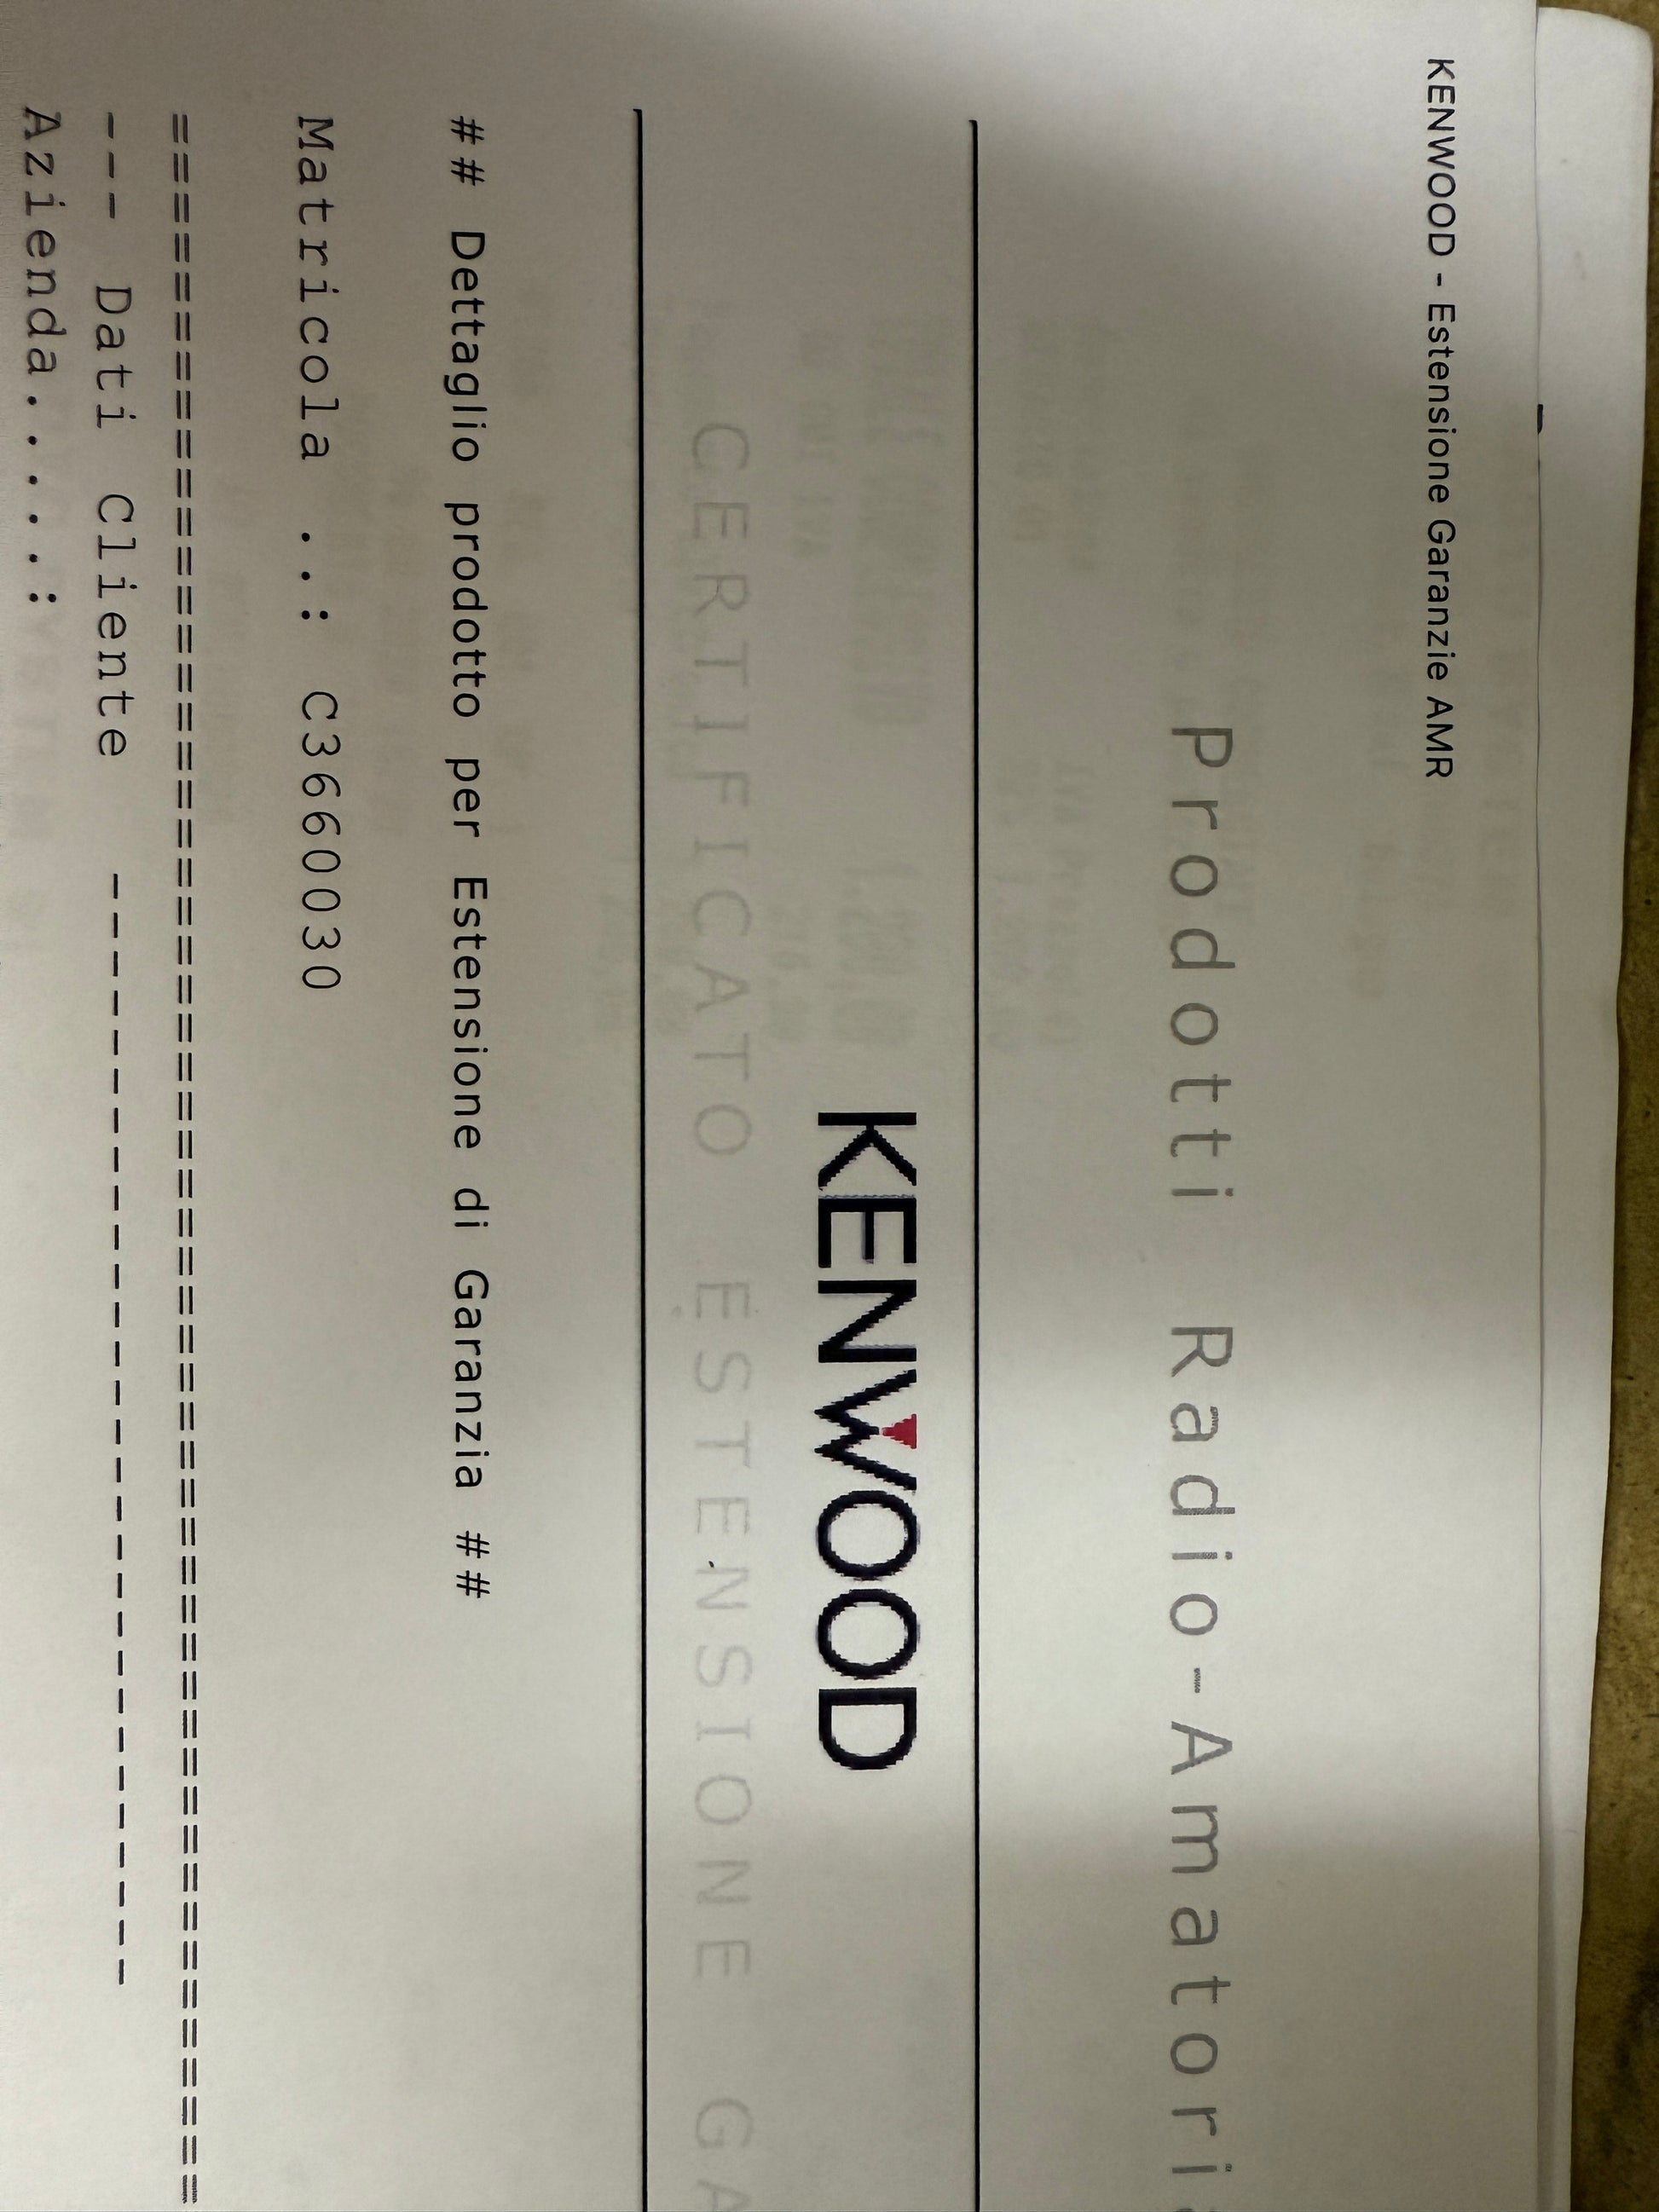 KENWOOD - Estensione Garanzie AMR
Prodotti Radio-Amatori
KENWOOD
CERTIFICATO ESTENSIONE GA
## Dettaglio prodotto per Estensione di Garanzia ##
Matricola ..: C3660030
================================================================
--- Dati Cliente -----------------------
Azienda......: